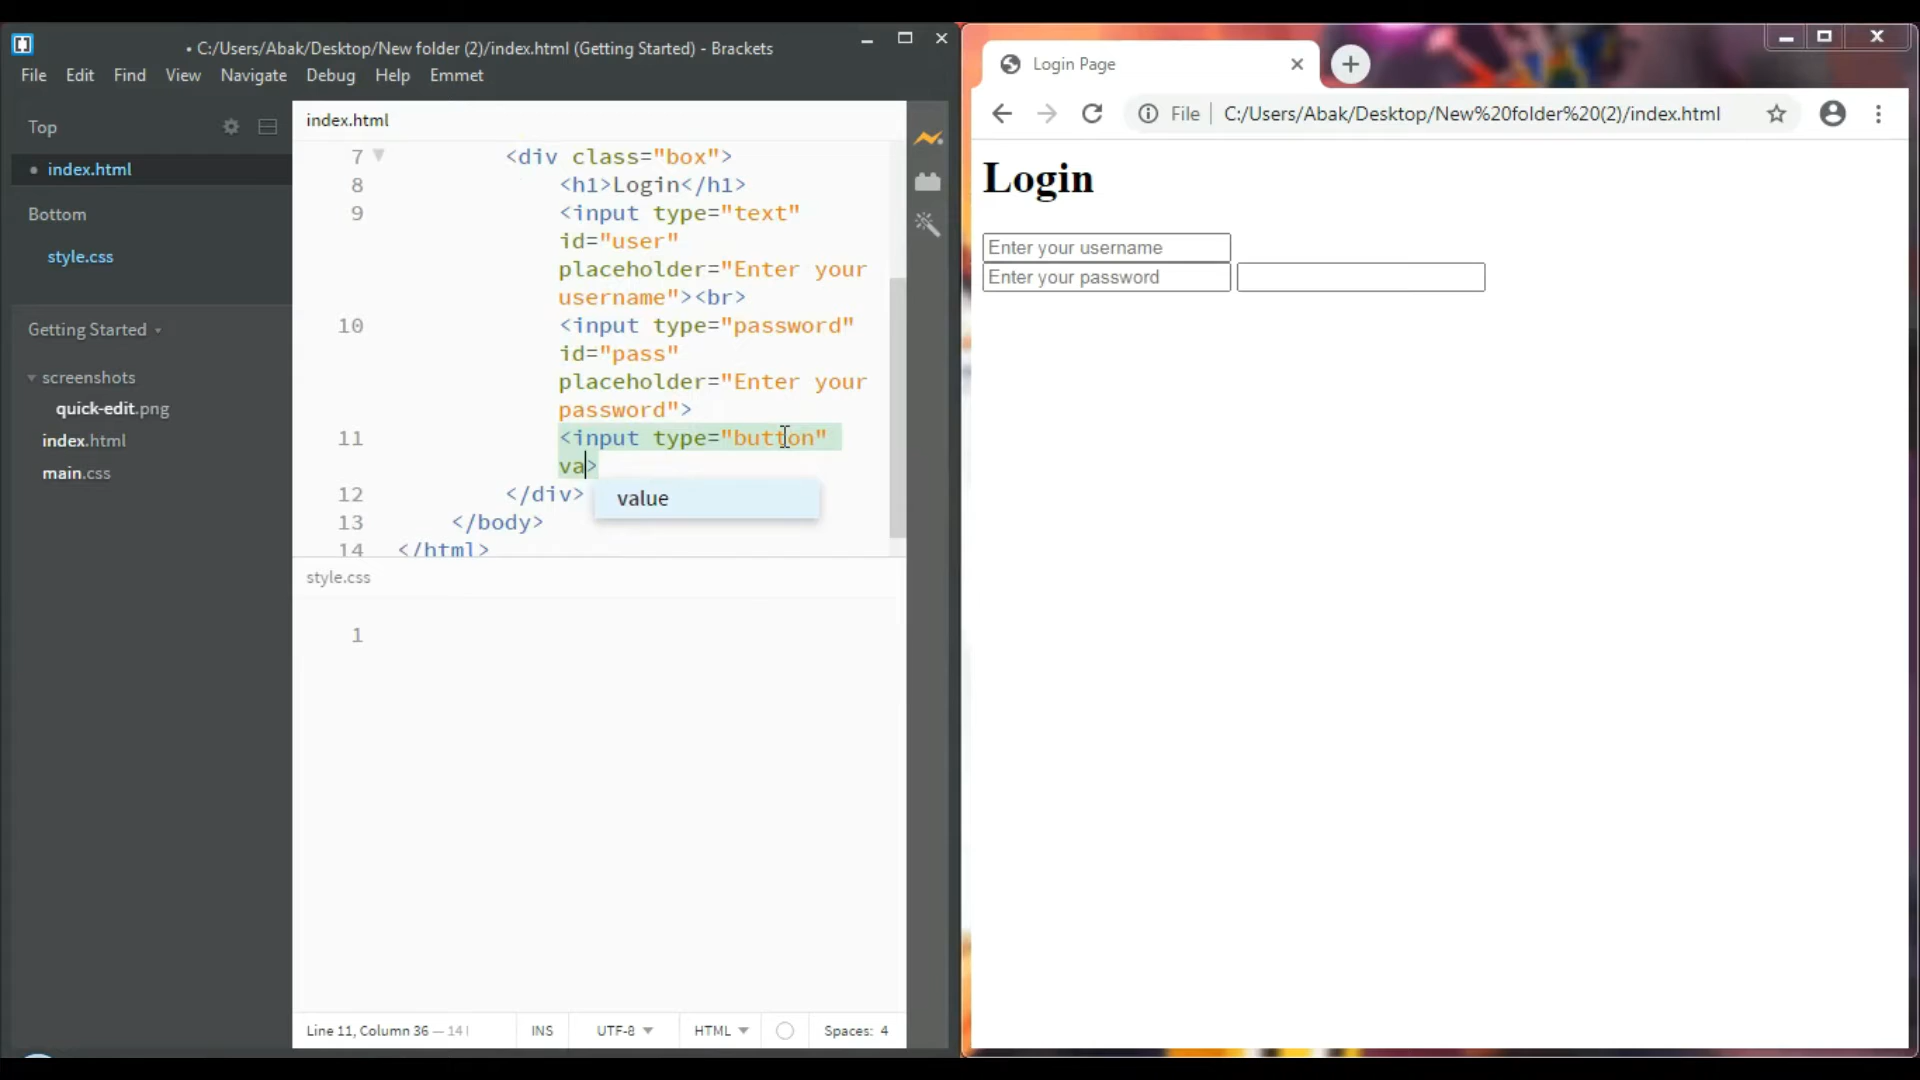 • C:/Users/Abak/Desktop/New folder (2)/index.html (Getting Started) - Brackets
File Edit Find View Navigate Debug Help Emmet
Top
• index.html
Bottom
style.css
Getting Started
screenshots
quick-edit.png
index.html
main.css
index.html
7 <div class="box">
8 <h1>Login</h1>
9 <input type="text"
id="user"
placeholder="Enter your
username"><br>
10 <input type="password"
id="pass"
placeholder="Enter your
password">
11 <input type="button"
va>
value
12 </div>
13 </body>
14 </html>
style.css
1
Line 11, Column 36 — 14 l
INS UTF-8 HTML Spaces: 4
Login Page
File C:/Users/Abak/Desktop/New%20folder%20(2)/index.html
Login
Enter your username
Enter your password